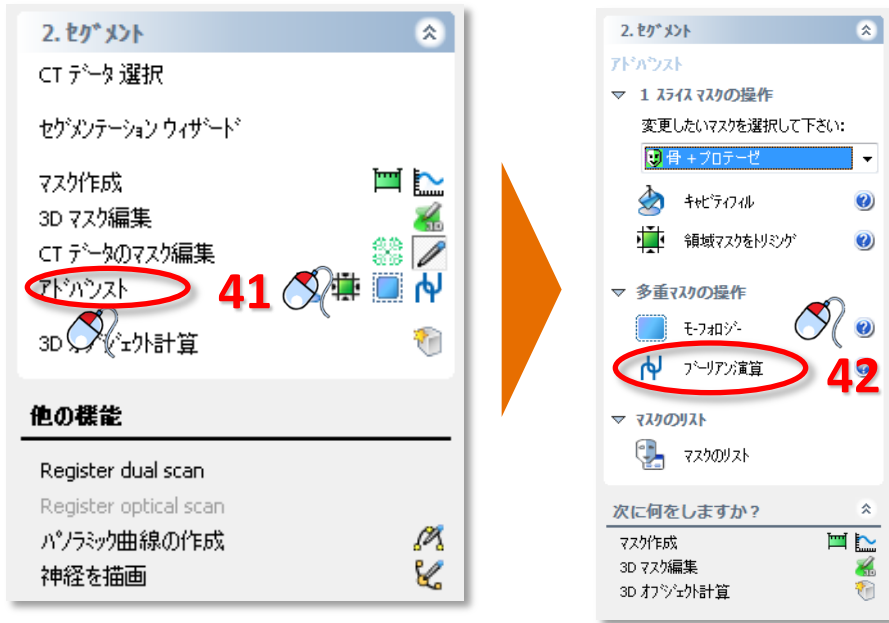 2. セグメント
CT データ 選択
セグメンテーション ウィザード
マスク作成
3D マスク編集
CT データのマスク編集
アドバンスト
41
3D オブジェクト計算
他の機能
Register dual scan
Register optical scan
パノラミック曲線の作成
神経を描画
2. セグメント
アドバンスト
1 スライス マスクの操作
変更したいマスクを選択して下さい:
骨 + プロテーゼ
キャビティフィル
領域マスクをトリミング
多重マスクの操作
モーフォロジー
ブーリアン演算
42
マスクのリスト
マスクのリスト
次に何をしますか ?
マスク作成
3D マスク編集
3D オブジェクト計算